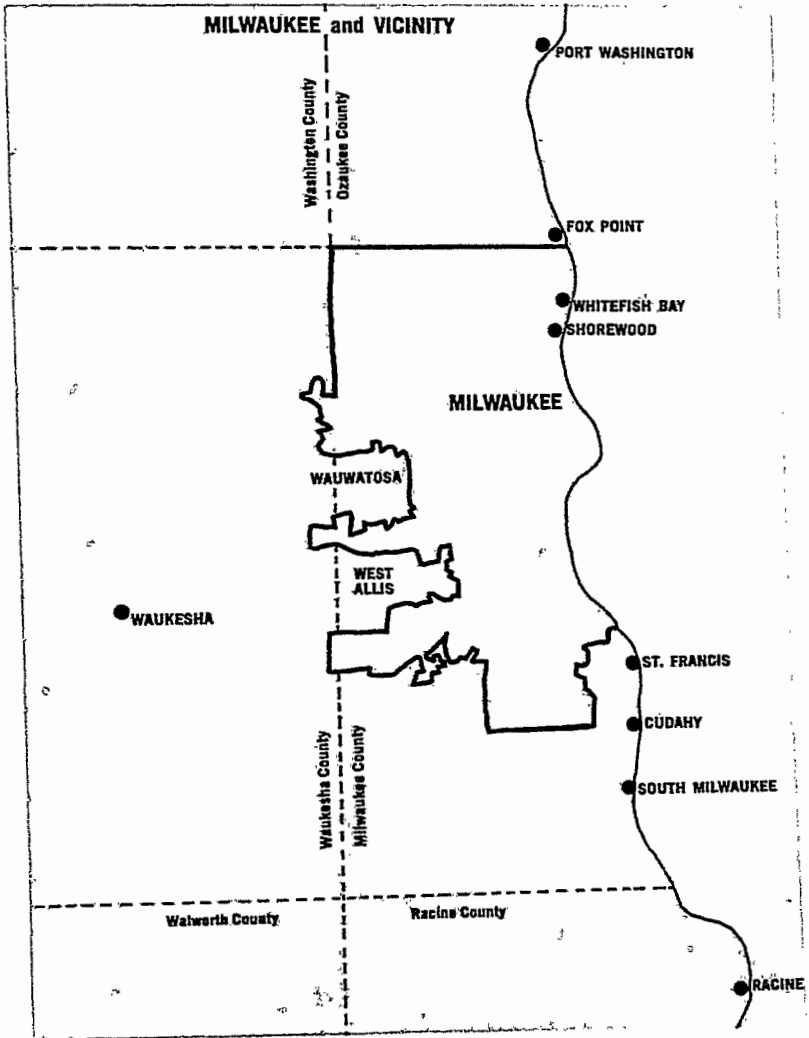 MILWAUKEE and VICINITY
PORT WASHINGTON
Washington County
Ozaukee County
FOX POINT
WHITEFISH BAY
SHOREWOOD
MILWAUKEE
WAUWATOSA
WEST
ALLIS
WAUKESHA
ST. FRANCIS
CUDAHY
SOUTH MILWAUKEE
Waukesha County
Milwaukee County
Walworth County
Racine County
RACINE